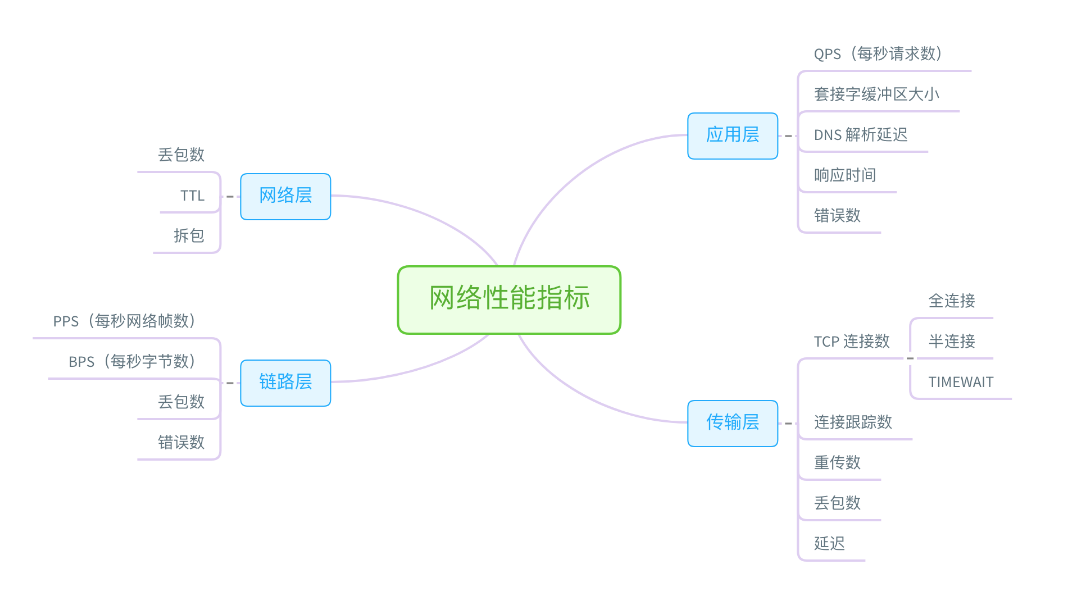 网络性能指标
应用层
QPS（每秒请求数）
套接字缓冲区大小
DNS 解析延迟
响应时间
错误数
传输层
TCP 连接数
全连接
半连接
TIMEWAIT
连接跟踪数
重传数
丢包数
延迟
网络层
丢包数
TTL
拆包
链路层
PPS（每秒网络帧数）
BPS（每秒字节数）
丢包数
错误数